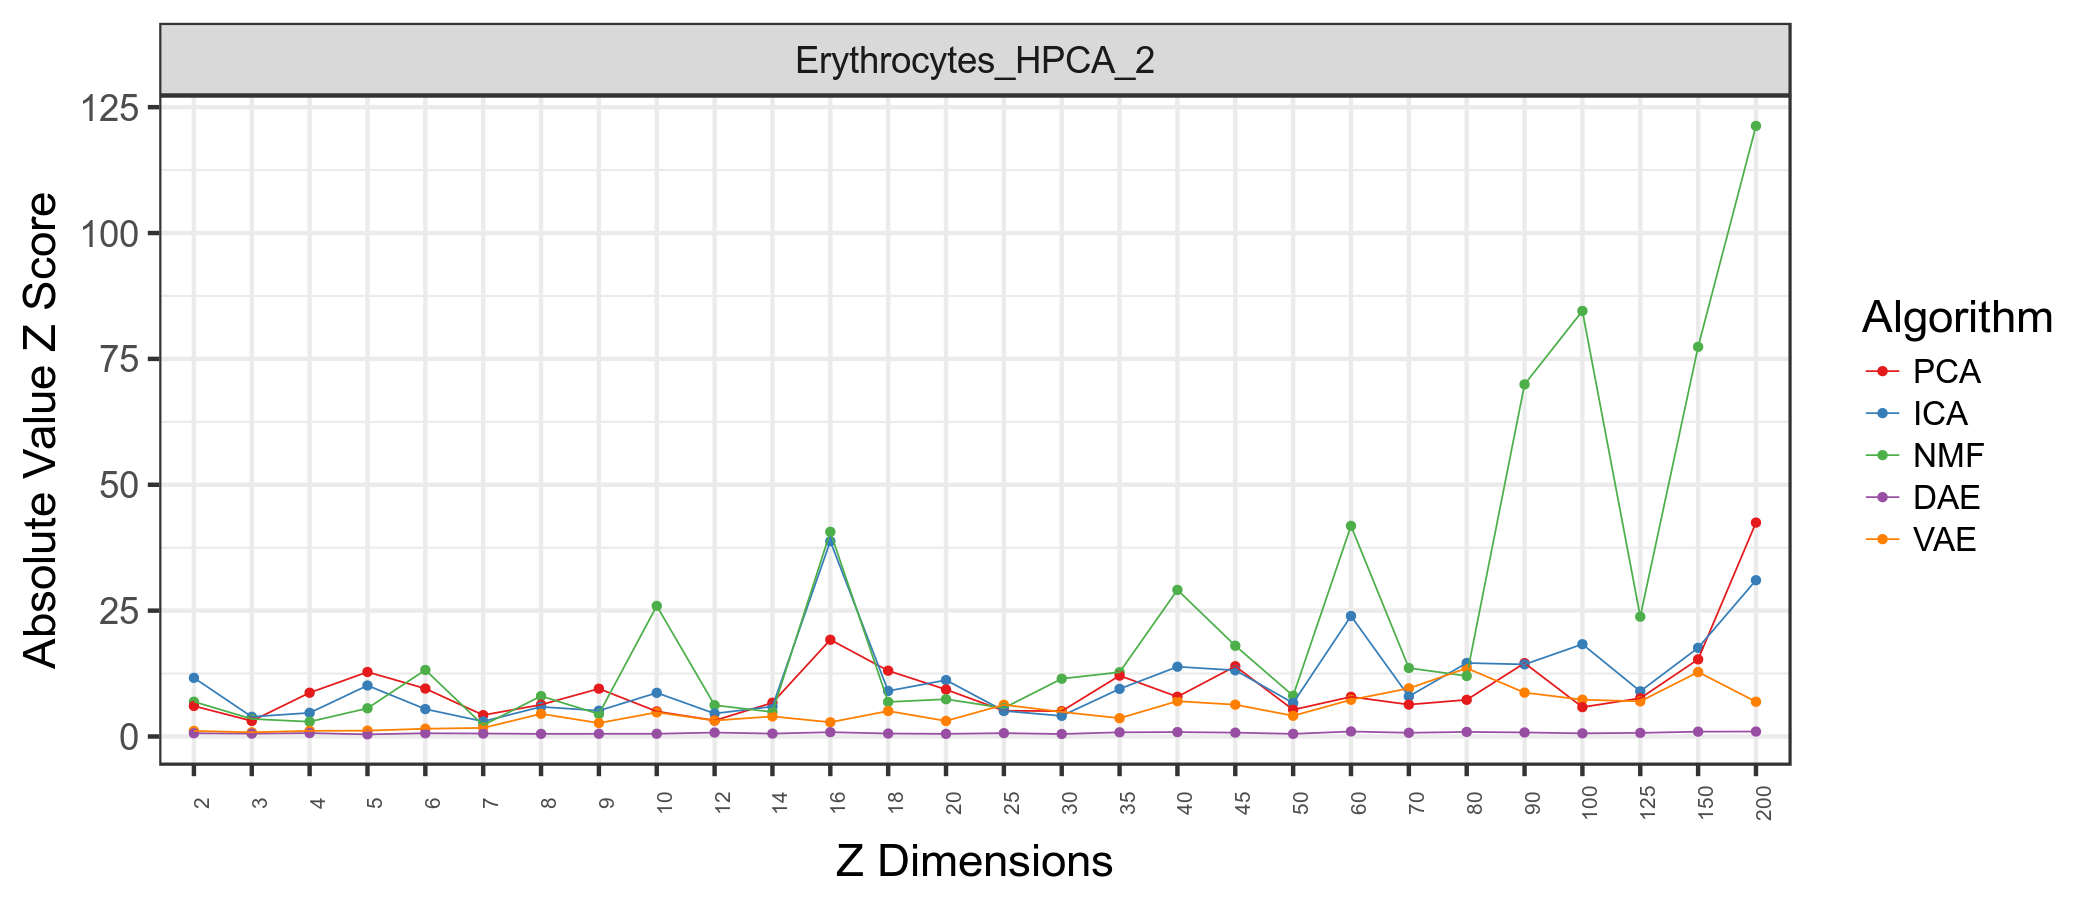 Erythrocytes_HPCA_2
125
100
75
50
25
0
Absolute Value Z Score
2 3 4 5 6 7 8 9 10 12 14 16 18 20 25 30 35 40 45 50 60 70 80 90 100 125 150 200
Z Dimensions
Algorithm
PCA
ICA
NMF
DAE
VAE